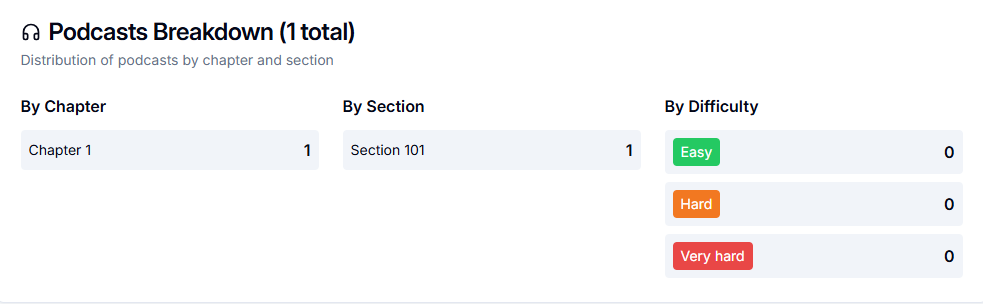 Podcasts Breakdown (1 total)
Distribution of podcasts by chapter and section
By Chapter
Chapter 1 1
By Section
Section 101 1
By Difficulty
Easy 0
Hard 0
Very hard 0